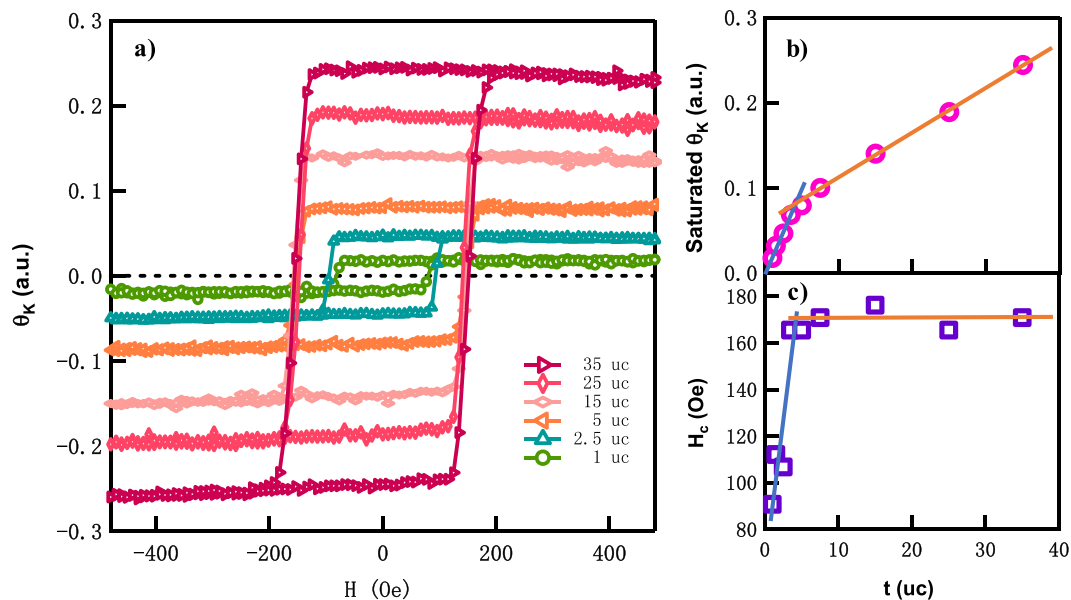 a)
0.3
0.2
0.1
0.0
-0.1
-0.2
-0.3
θK (a.u.)
-400
-200
0
200
400
H (Oe)
35 uc
25 uc
15 uc
5 uc
2.5 uc
1 uc
b)
0.3
0.2
0.1
0.0
Saturated θK (a.u.)
c)
180
160
140
120
100
80
Hc (Oe)
0
10
20
30
40
t (uc)